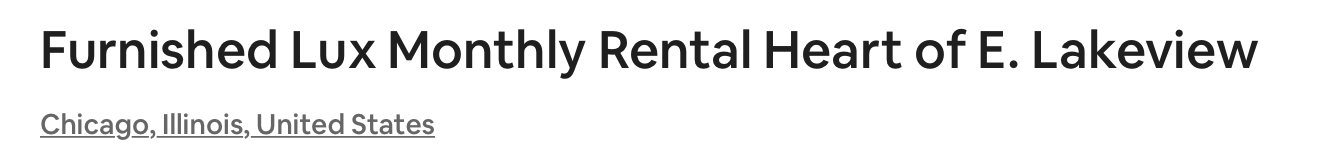 Furnished Lux Monthly Rental Heart of E. Lakeview
Chicago, Illinois, United States